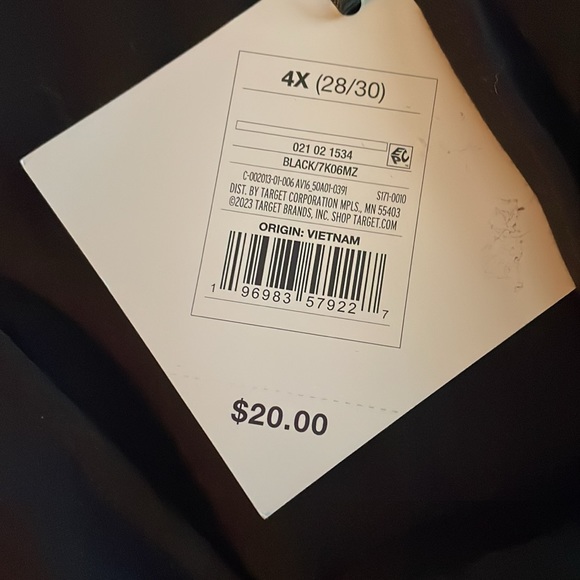 4X (28/30)
021 02 1534
BLACK/7K06MZ
C-002013-01-006 AV16_50A01-0391 S171-0010
DIST. BY TARGET CORPORATION MPLS., MN 55403
©2023 TARGET BRANDS, INC. SHOP TARGET.COM
ORIGIN: VIETNAM
1 96983 57922 7
$20.00